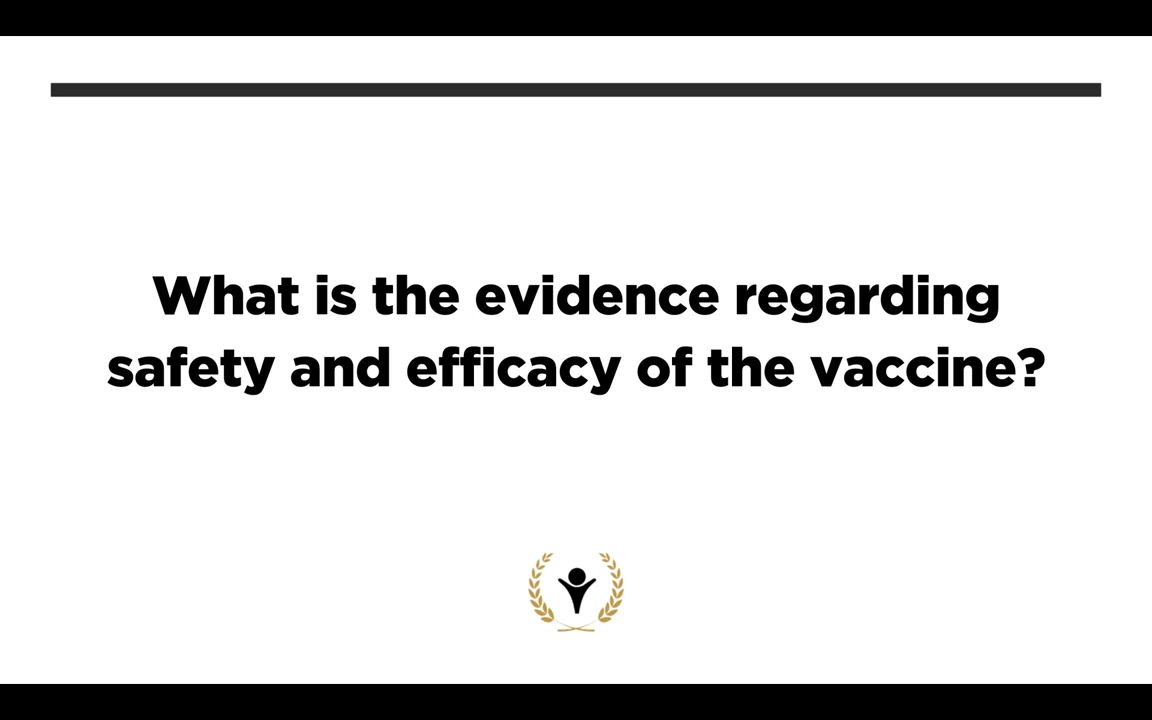 What is the evidence regarding
safety and efficacy of the vaccine?